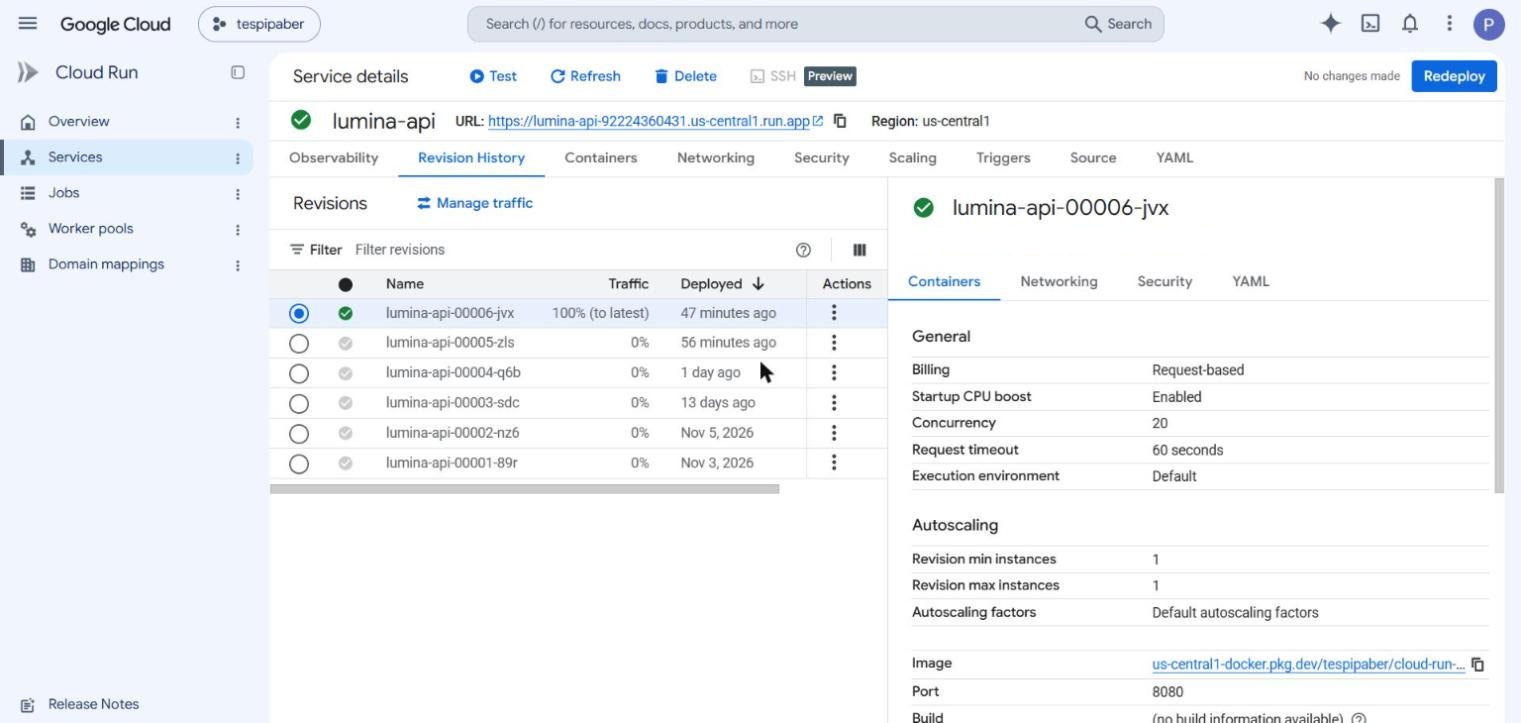 Google Cloud
tespipaber
Search (/) for resources, docs, products, and more
Search
P
Cloud Run
Overview
Services
Jobs
Worker pools
Domain mappings
Release Notes
Service details
Test
Refresh
Delete
SSH
Preview
No changes made
Redeploy
lumina-api
URL: https://lumina-api-92224360431.us-central1.run.app
Region: us-central1
Observability
Revision History
Containers
Networking
Security
Scaling
Triggers
Source
YAML
Revisions
Manage traffic
Filter
Filter revisions
Name Traffic Deployed Actions
lumina-api-00006-jvx 100% (to latest) 47 minutes ago
lumina-api-00005-zls 0% 56 minutes ago
lumina-api-00004-q6b 0% 1 day ago
lumina-api-00003-sdc 0% 13 days ago
lumina-api-00002-nz6 0% Nov 5, 2026
lumina-api-00001-89r 0% Nov 3, 2026
lumina-api-00006-jvx
Containers
Networking
Security
YAML
General
Billing Request-based
Startup CPU boost Enabled
Concurrency 20
Request timeout 60 seconds
Execution environment Default
Autoscaling
Revision min instances 1
Revision max instances 1
Autoscaling factors Default autoscaling factors
Image us-central1-docker.pkg.dev/tespipaber/cloud-run-...
Port 8080
Build (no build information available)